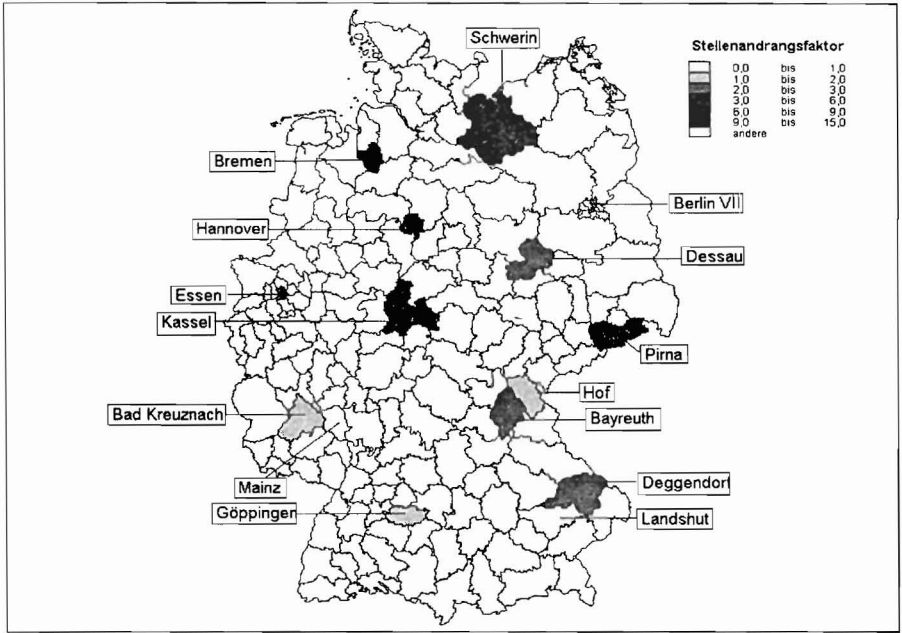 Schwerin
Stellenandrangsfaktor
0,0 bis 1,0
1,0 bis 2,0
2,0 bis 3,0
3,0 bis 6,0
6,0 bis 9,0
9,0 bis 15,0
andere
Bremen
Berlin VII
Hannover
Dessau
Essen
Kassel
Pirna
Hof
Bad Kreuznach
Bayreuth
Mainz
Deggendorf
Göppingen
Landshut